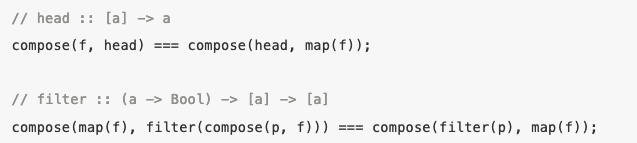 // head :: [a] -> a
compose(f, head) === compose(head, map(f));
// filter :: (a -> Bool) -> [a] -> [a]
compose(map(f), filter(compose(p, f))) === compose(filter(p), map(f));